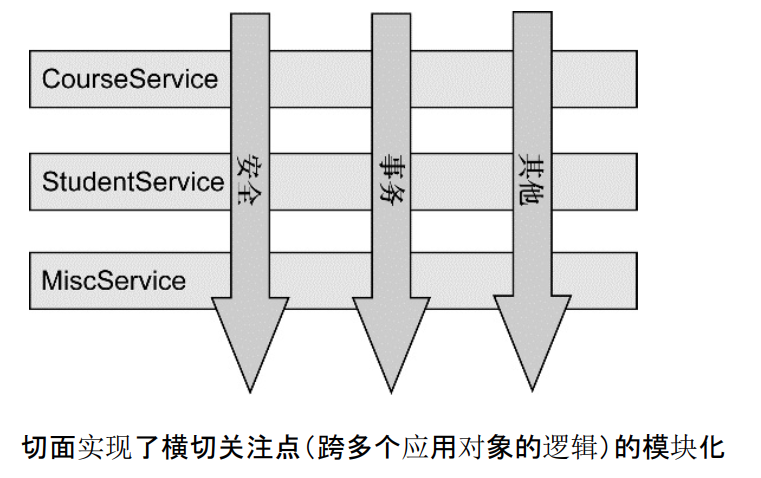 CourseService
StudentService
MiscService
安全
事务
其他
切面实现了横切关注点(跨多个应用对象的逻辑)的模块化